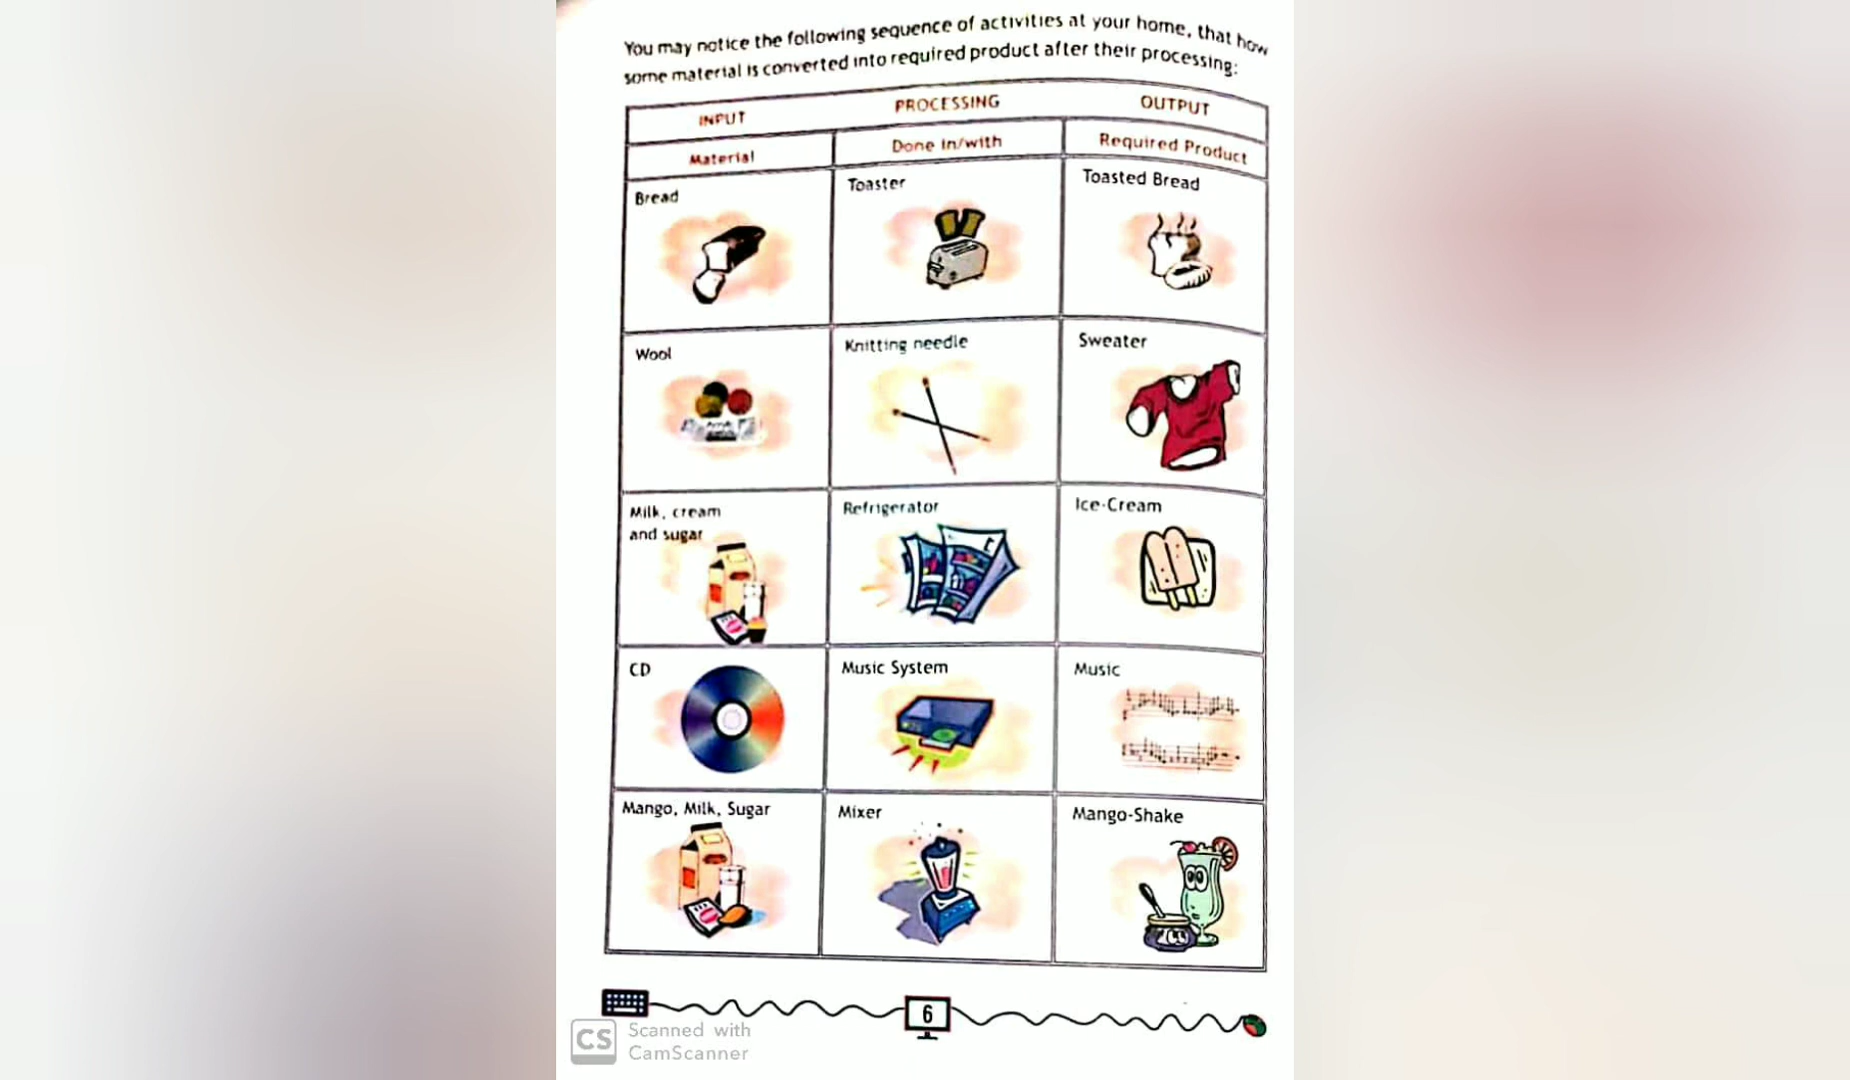 You may notice the following sequence of activities at your home, that how
some material is converted into required product after their processing:
INPUT PROCESSING OUTPUT
Material Done in/with Required Product
Bread Toaster Toasted Bread
Wool Knitting needle Sweater
Milk, cream Refrigerator Ice-Cream
and sugar
CD Music System Music
Mango, Milk, Sugar Mixer Mango-Shake
6
CS Scanned with
CamScanner